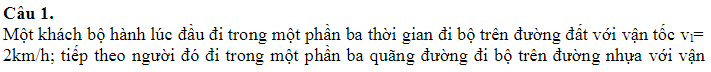 Câu 1.
Một khách bộ hành lúc đầu đi trong một phần ba thời gian đi bộ trên đường đất với vận tốc v₁=
2km/h; tiếp theo người đó đi trong một phần ba quãng đường đi bộ trên đường nhựa với vận